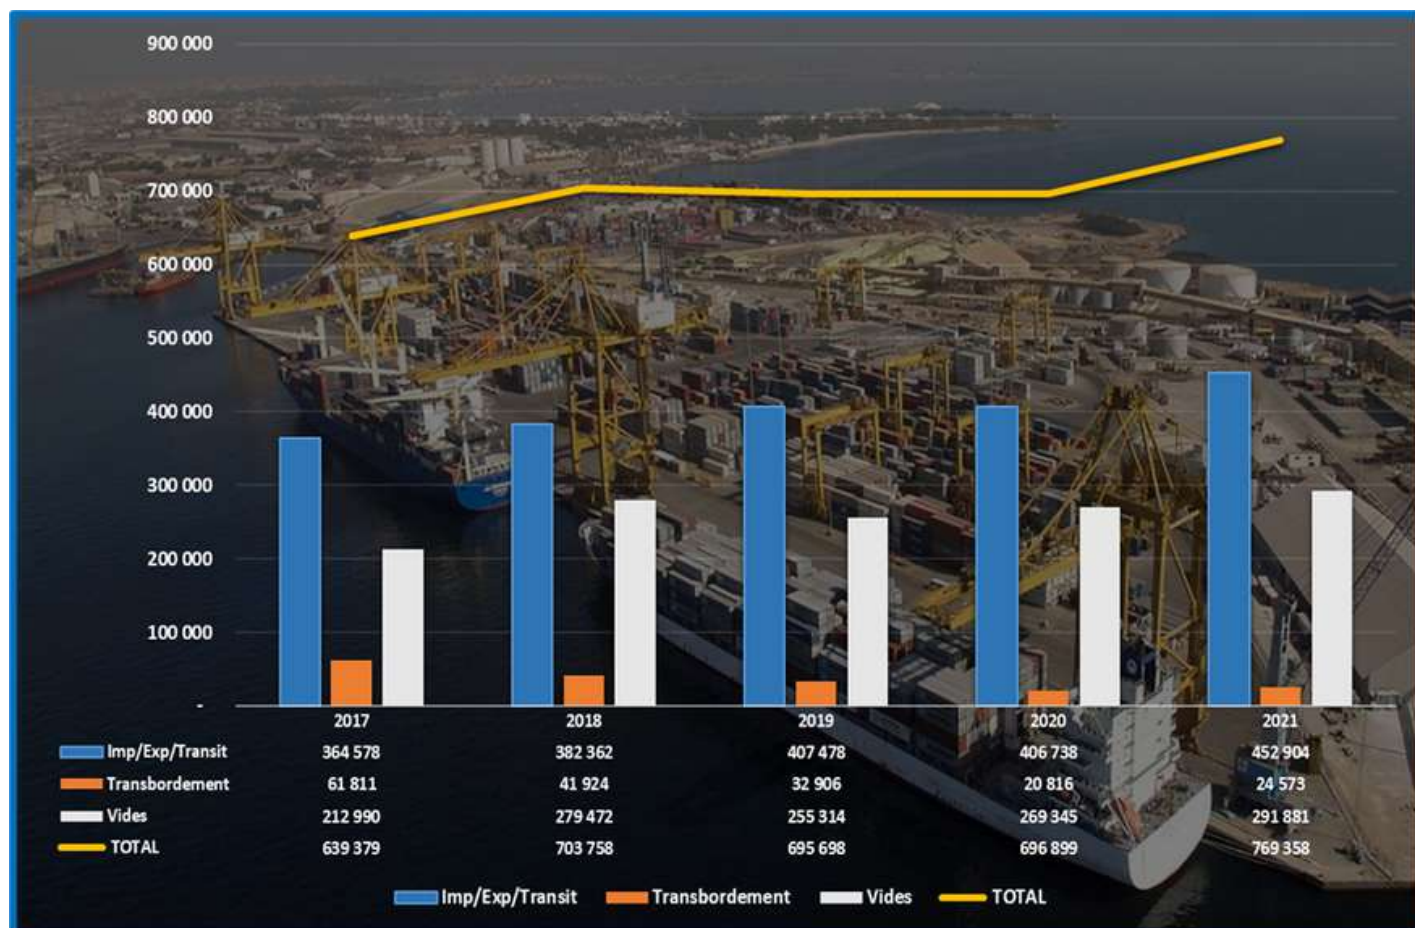 900 000
800 000
700 000
600 000
500 000
400 000
300 000
200 000
100 000
-
2017 2018 2019 2020 2021
Imp/Exp/Transit 364 578 382 362 407 478 406 738 452 904
Transbordement 61 811 41 924 32 906 20 816 24 573
Vides 212 990 279 472 255 314 269 345 291 881
TOTAL 639 379 703 758 695 698 696 899 769 358
Imp/Exp/Transit Transbordement Vides TOTAL